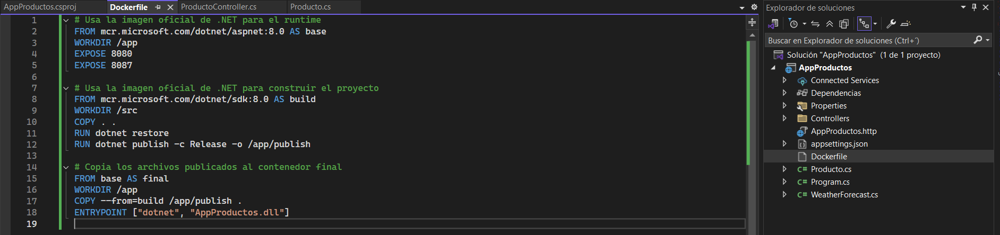 AppProductos.csproj
Dockerfile
ProductoController.cs
Producto.cs
1 # Usa la imagen oficial de .NET para el runtime
2 FROM mcr.microsoft.com/dotnet/aspnet:8.0 AS base
3 WORKDIR /app
4 EXPOSE 8080
5 EXPOSE 8087
6
7 # Usa la imagen oficial de .NET para construir el proyecto
8 FROM mcr.microsoft.com/dotnet/sdk:8.0 AS build
9 WORKDIR /src
10 COPY . .
11 RUN dotnet restore
12 RUN dotnet publish -c Release -o /app/publish
13
14 # Copia los archivos publicados al contenedor final
15 FROM base AS final
16 WORKDIR /app
17 COPY --from=build /app/publish .
18 ENTRYPOINT ["dotnet", "AppProductos.dll"]
19
Explorador de soluciones
Buscar en Explorador de soluciones (Ctrl+´)
Solución "AppProductos" (1 de 1 proyecto)
AppProductos
Connected Services
Dependencias
Properties
Controllers
AppProductos.http
appsettings.json
Dockerfile
C# Producto.cs
C# Program.cs
C# WeatherForecast.cs